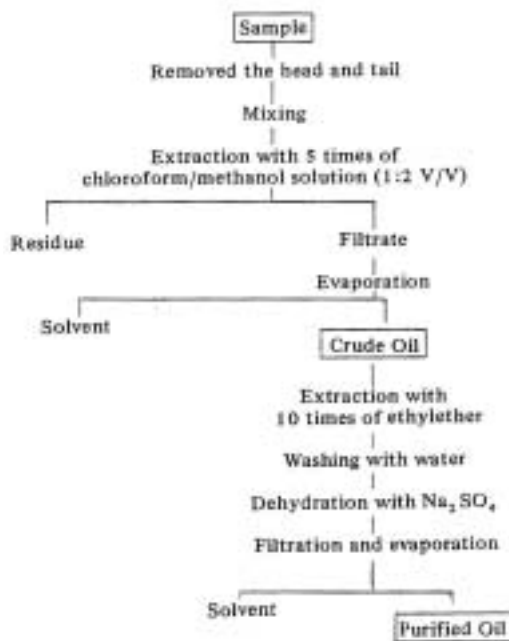 Sample
Removed the head and tail
Mixing
Extraction with 5 times of
chloroform/methanol solution (1:2 V/V)
Residue
Filtrate
Evaporation
Solvent
Crude Oil
Extraction with
10 times of ethylether
Washing with water
Dehydration with Na₂SO₄
Filtration and evaporation
Solvent
Purified Oil